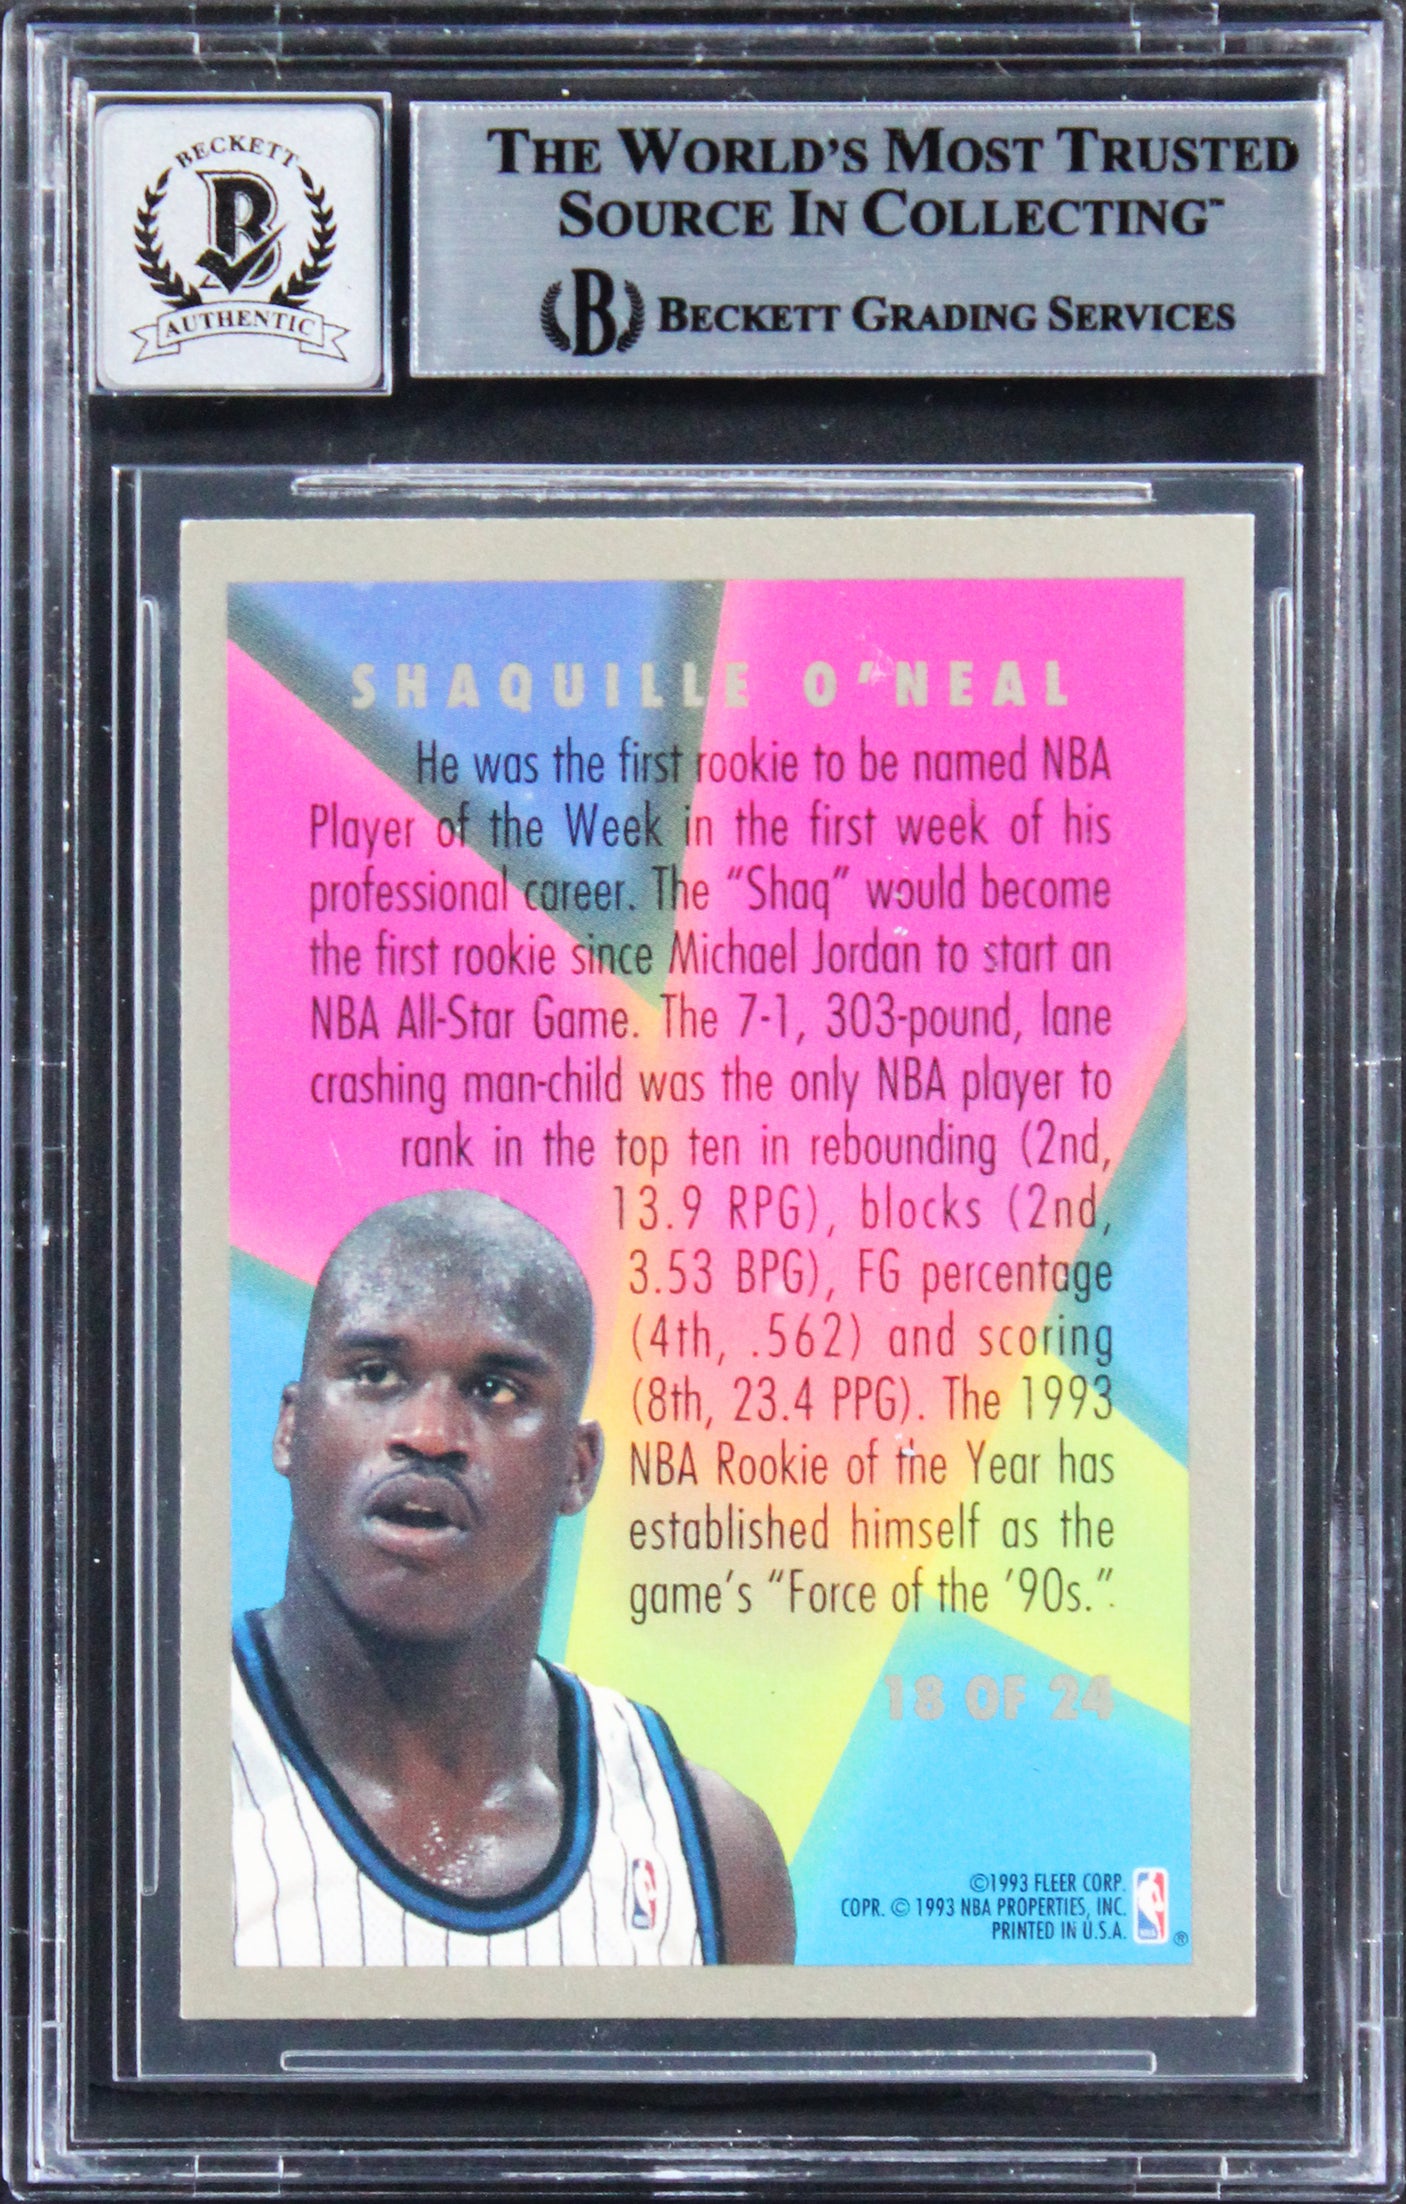 BECKETT
B
AUTHENTIC
THE WORLD'S MOST TRUSTED
SOURCE IN COLLECTING™
B BECKETT GRADING SERVICES
SHAQUILLE O'NEAL
He was the first rookie to be named NBA
Player of the Week in the first week of his
professional career. The "Shaq" would become
the first rookie since Michael Jordan to start an
NBA All-Star Game. The 7-1, 303-pound, lane
crashing man-child was the only NBA player to
rank in the top ten in rebounding (2nd,
13.9 RPG), blocks (2nd,
3.53 BPG), FG percentage
(4th, .562) and scoring
(8th, 23.4 PPG). The 1993
NBA Rookie of the Year has
established himself as the
game's "Force of the '90s."
18 OF 24
©1993 FLEER CORP.
COPR. © 1993 NBA PROPERTIES, INC.
PRINTED IN U.S.A.
NBA ®